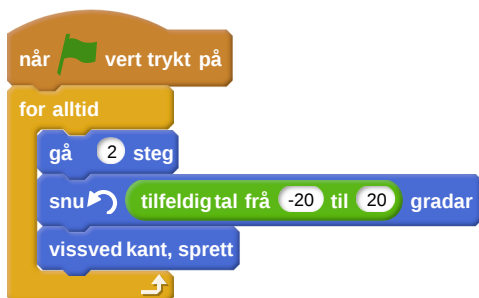 når vert trykt på
for alltid
gå 2 steg
snu tilfeldig tal frå -20 til 20 gradar
vissved kant, sprett